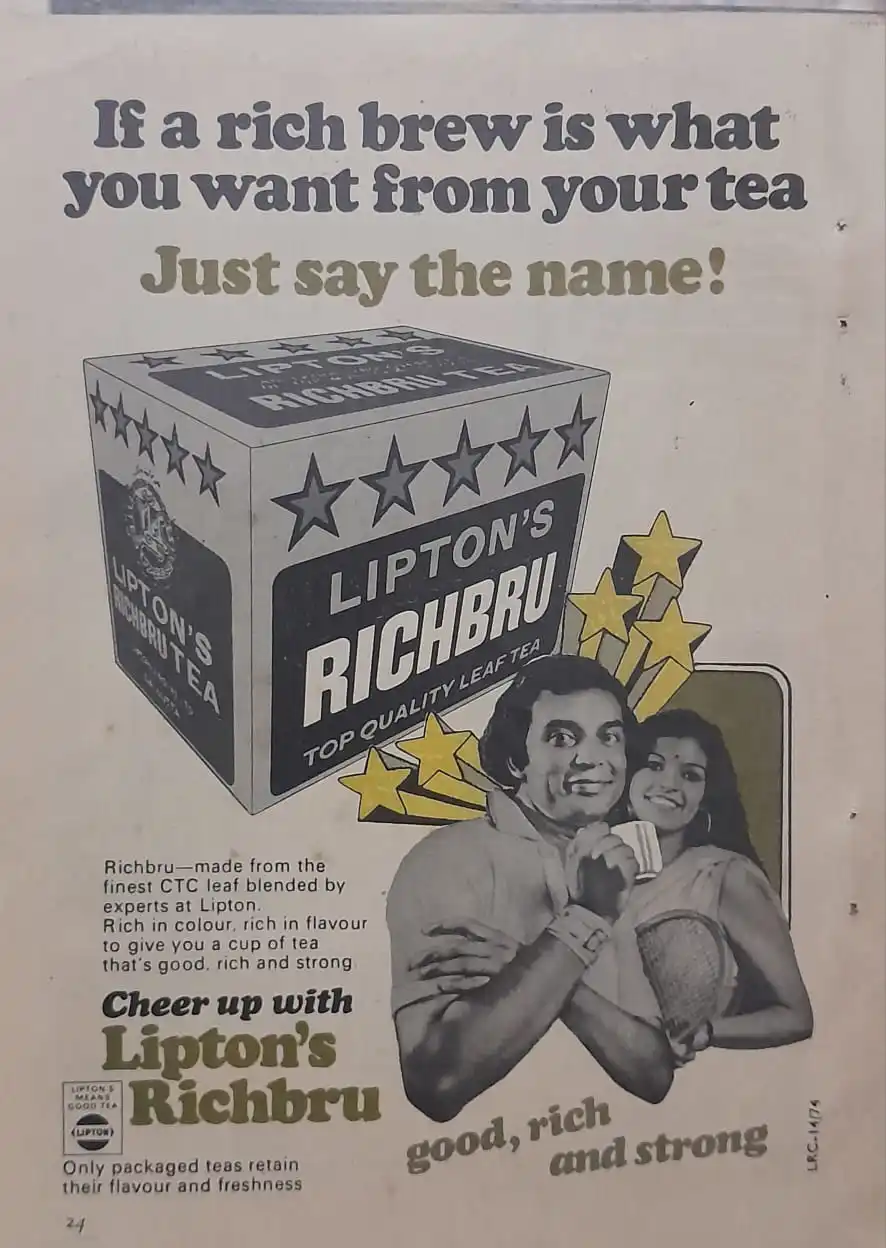 If a rich brew is what
you want from your tea
Just say the name!
LIPTON'S
RICHBRU TEA
LIPTON'S
RICHBRU
TOP QUALITY LEAF TEA
LIPTON'S
RICHBRU TEA
Richbru—made from the
finest CTC leaf blended by
experts at Lipton.
Rich in colour, rich in flavour
to give you a cup of tea
that's good, rich and strong
Cheer up with
Lipton's
Richbru
LIPTON'S
MEANS
GOOD TEA
LIPTON
Only packaged teas retain
their flavour and freshness
good, rich
and strong
LRC-14/74
24